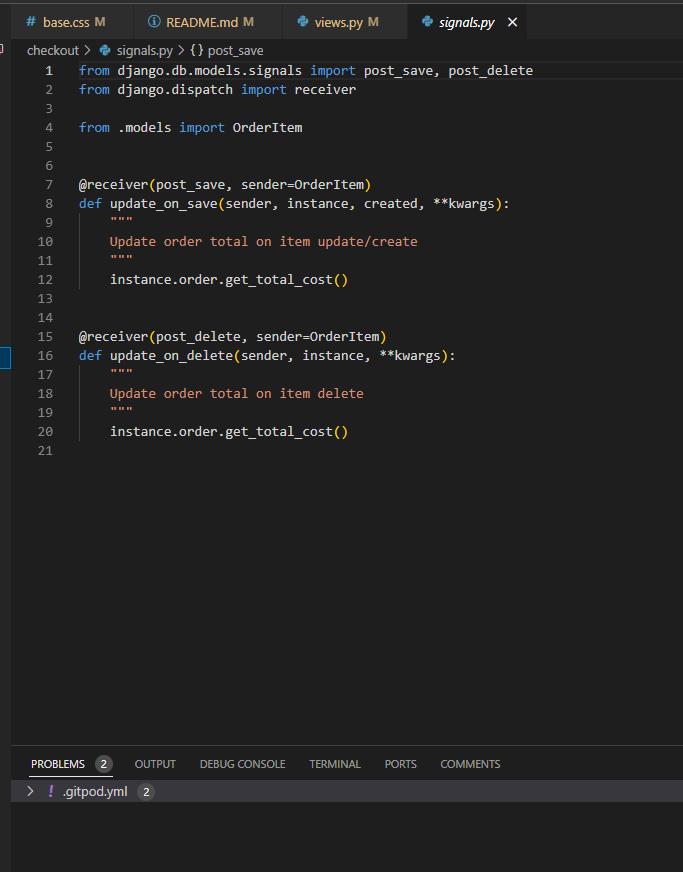 # base.css M README.md M views.py M signals.py ×
checkout > signals.py > {} post_save
1 from django.db.models.signals import post_save, post_delete
2 from django.dispatch import receiver
3
4 from .models import OrderItem
5
6
7 @receiver(post_save, sender=OrderItem)
8 def update_on_save(sender, instance, created, **kwargs):
9 """
10 Update order total on item update/create
11 """
12 instance.order.get_total_cost()
13
14
15 @receiver(post_delete, sender=OrderItem)
16 def update_on_delete(sender, instance, **kwargs):
17 """
18 Update order total on item delete
19 """
20 instance.order.get_total_cost()
21
PROBLEMS 2 OUTPUT DEBUG CONSOLE TERMINAL PORTS COMMENTS
> ! .gitpod.yml 2